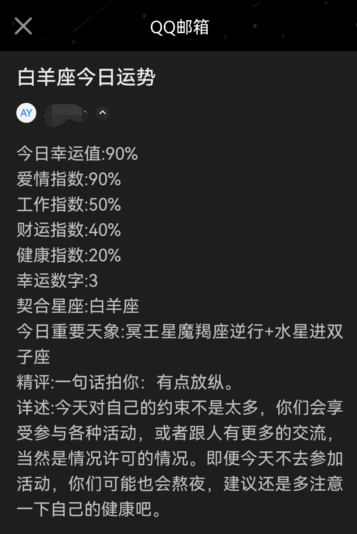 QQ邮箱
白羊座今日运势
AY
今日幸运值:90%
爱情指数:90%
工作指数:50%
财运指数:40%
健康指数:20%
幸运数字:3
契合星座:白羊座
今日重要天象:冥王星魔羯座逆行+水星进双
子座
精评:一句话拍你：有点放纵。
详述:今天对自己的约束不是太多，你们会享
受参与各种活动，或者跟人有更多的交流，
当然是情况许可的情况。即便今天不去参加
活动，你们可能也会熬夜，建议还是多注意
一下自己的健康吧。